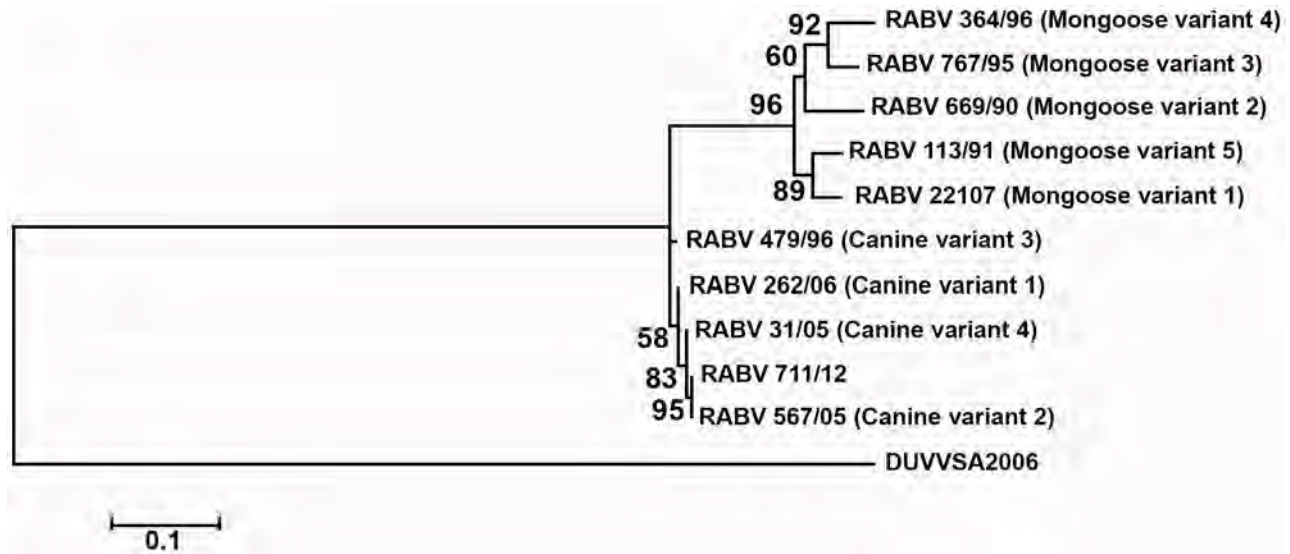 92
RABV 364/96 (Mongoose variant 4)
60
RABV 767/95 (Mongoose variant 3)
96
RABV 669/90 (Mongoose variant 2)
RABV 113/91 (Mongoose variant 5)
89
RABV 22107 (Mongoose variant 1)
RABV 479/96 (Canine variant 3)
RABV 262/06 (Canine variant 1)
58
RABV 31/05 (Canine variant 4)
83
RABV 711/12
95
RABV 567/05 (Canine variant 2)
DUVVSA2006
0.1